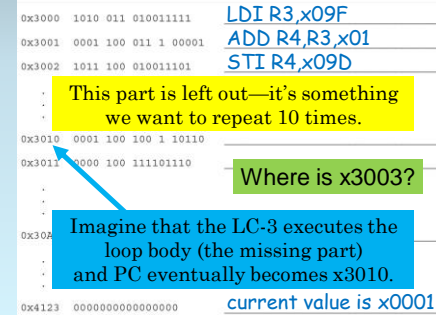 0x3000 1010 011 010011111 LDI R3,x09F
0x3001 0001 100 011 1 00001 ADD R4,R3,x01
0x3002 1011 100 010011101 STI R4,x09D
This part is left out—it's something
we want to repeat 10 times.
0x3010 0001 100 100 1 10110
0x3011 0000 100 111101110
Where is x3003?
0x30A
Imagine that the LC-3 executes the
loop body (the missing part)
and PC eventually becomes x3010.
0x4123 0000000000000000 current value is x0001